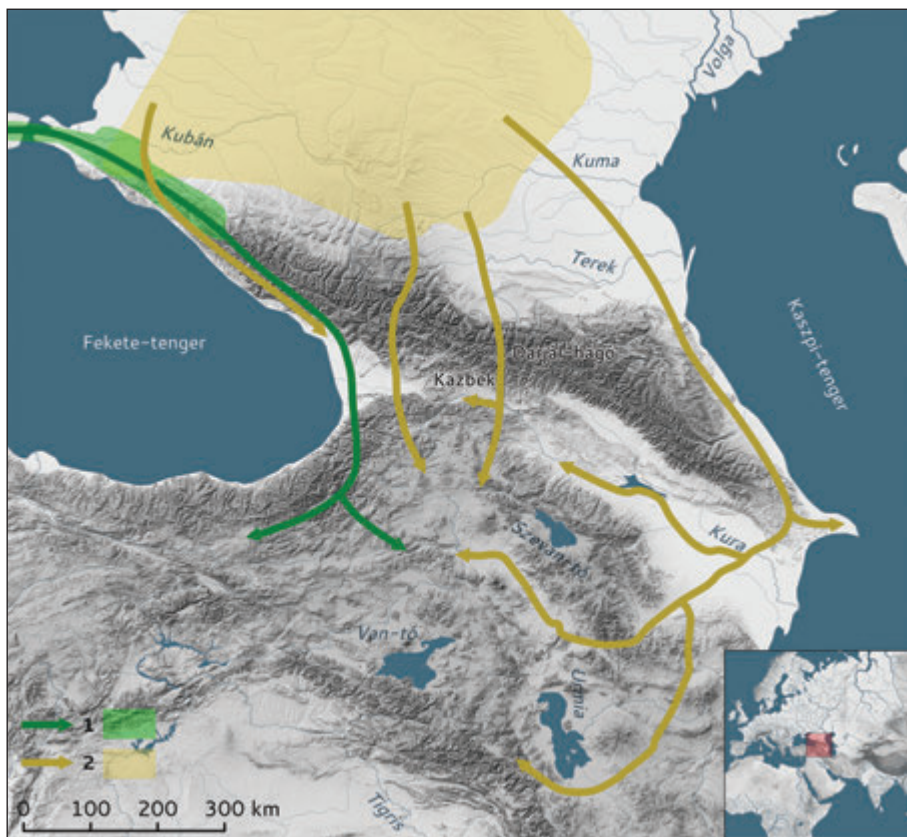 Volga
Kubán
Kuma
Terek
Fekete-tenger
Kaszpi-tenger
Darjál-hágó
Kazbek
Kura
Szeván-tó
Van-tó
Urmia
1
2
0 100 200 300 km
Tigris